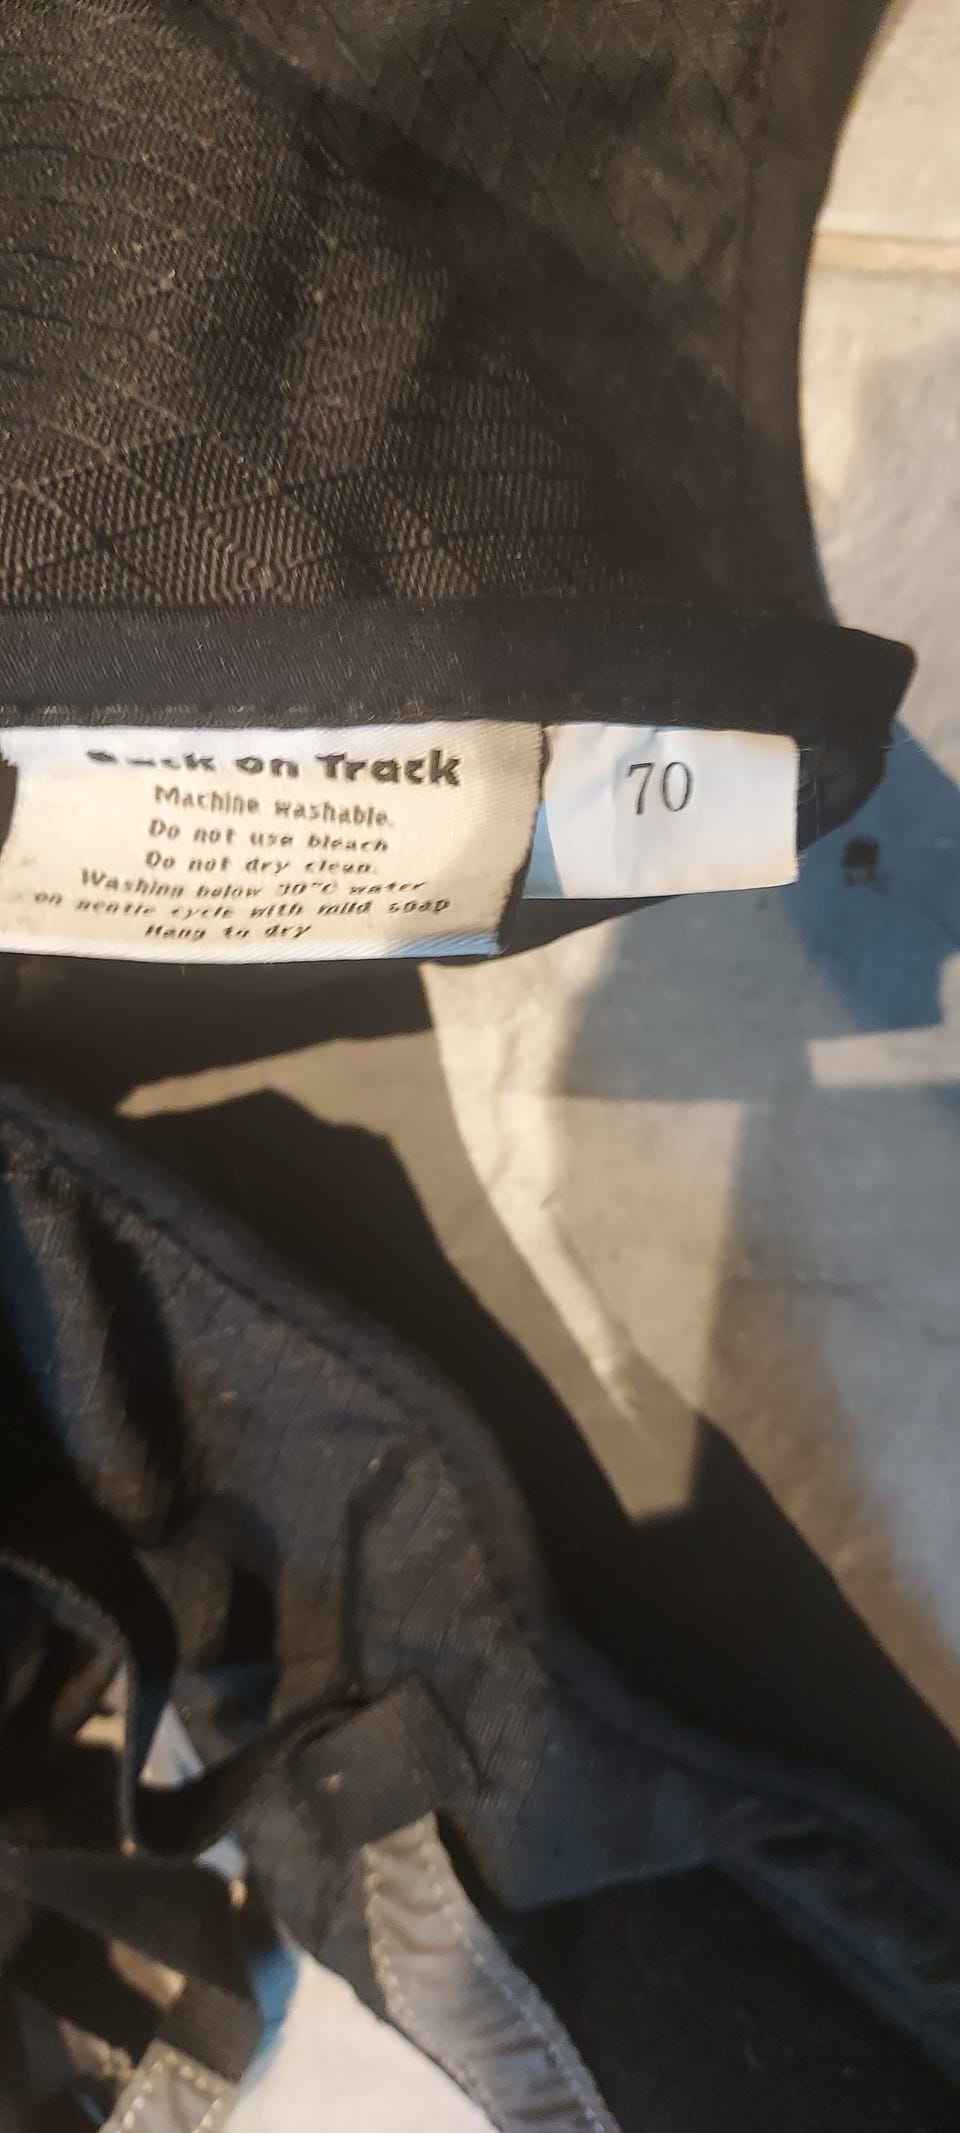 Back on Track
Machine washable.
Do not use bleach
Do not dry clean.
Washing below 30°C water
on gentle cycle with mild soap
Hang to dry
70